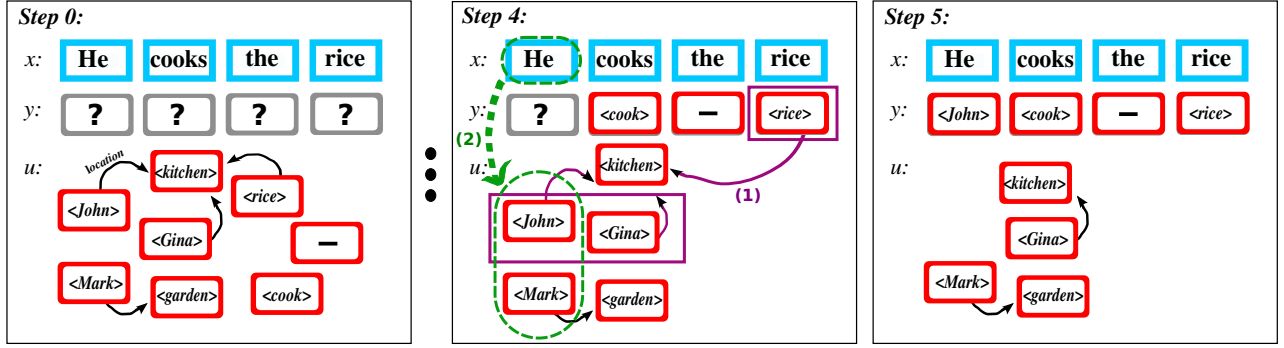 Step 0:
x: He cooks the rice
y: ? ? ? ?
u: location <kitchen>
<John> <rice>
<Gina> –
<Mark> <garden> <cook>
Step 4:
x: He cooks the rice
y: ? <cook> – <rice>
(2) u: <kitchen> (1)
<John> <Gina>
<Mark> <garden>
Step 5:
x: He cooks the rice
y: <John> <cook> – <rice>
u: <kitchen>
<Gina>
<Mark> <garden>